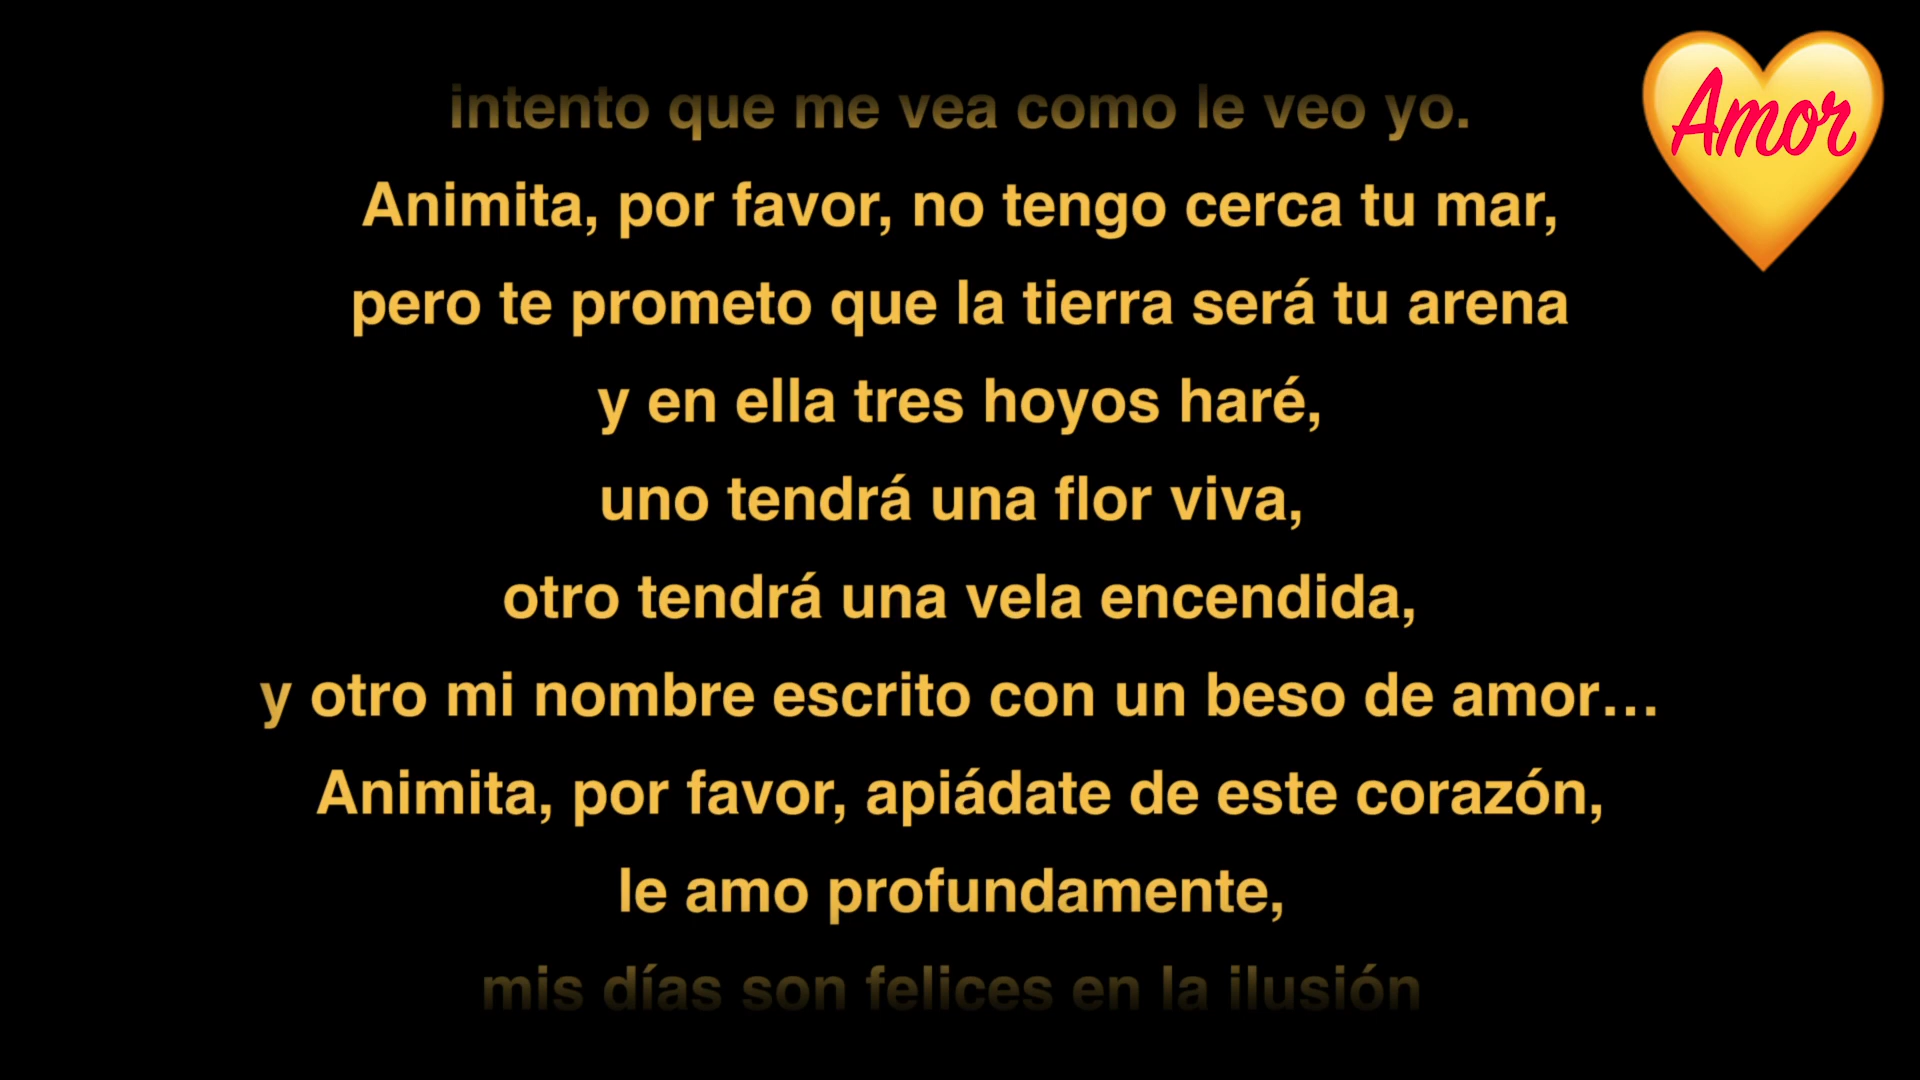 intento que me vea como le veo yo.
Animita, por favor, no tengo cerca tu mar,
pero te prometo que la tierra será tu arena
y en ella tres hoyos haré,
uno tendrá una flor viva,
otro tendrá una vela encendida,
y otro mi nombre escrito con un beso de amor…
Animita, por favor, apiádate de este corazón,
le amo profundamente,
mis días son felices en la ilusión
Amor